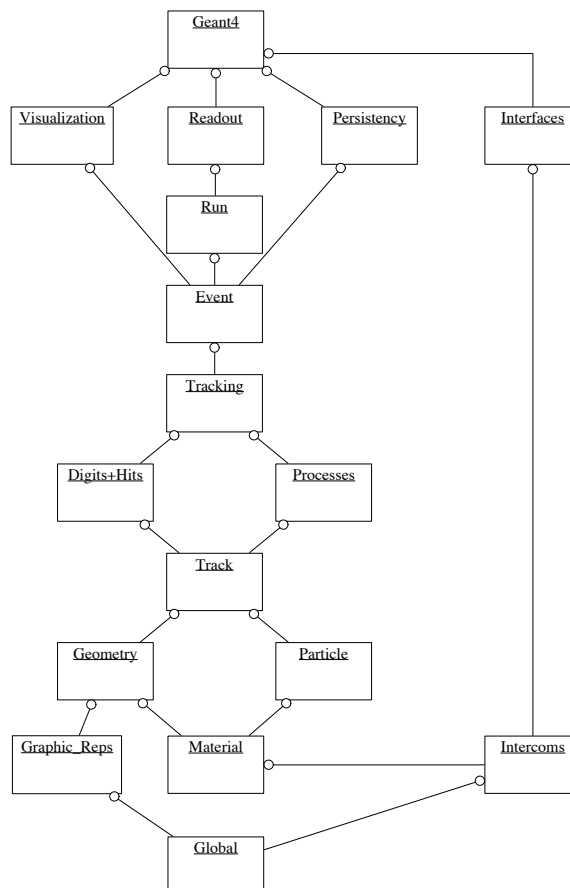 Geant4
Visualization
Readout
Persistency
Interfaces
Run
Event
Tracking
Digits+Hits
Processes
Track
Geometry
Particle
Graphic_Reps
Material
Intercoms
Global